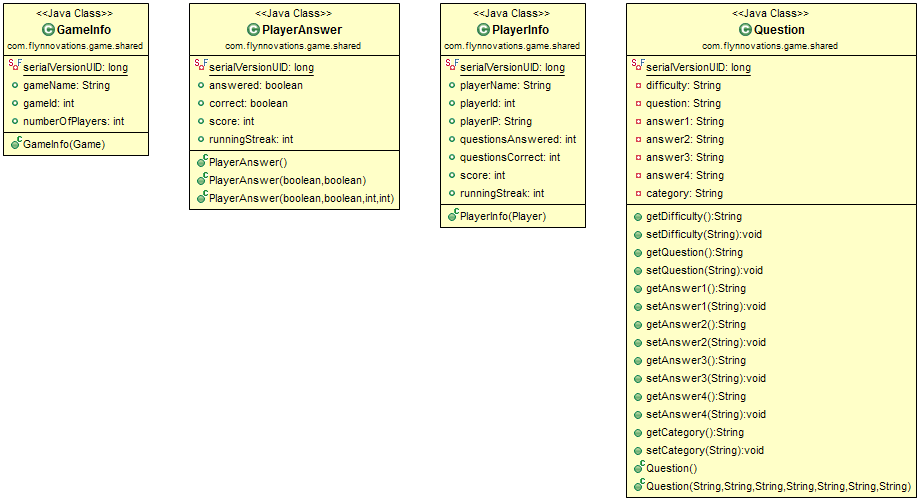 <<Java Class>>
GameInfo
com.flynnovations.game.shared
serialVersionUID: long
gameName: String
gameId: int
numberOfPlayers: int
GameInfo(Game)
<<Java Class>>
PlayerAnswer
com.flynnovations.game.shared
serialVersionUID: long
answered: boolean
correct: boolean
score: int
runningStreak: int
PlayerAnswer()
PlayerAnswer(boolean,boolean)
PlayerAnswer(boolean,boolean,int,int)
<<Java Class>>
PlayerInfo
com.flynnovations.game.shared
serialVersionUID: long
playerName: String
playerId: int
playerIP: String
questionsAnswered: int
questionsCorrect: int
score: int
runningStreak: int
PlayerInfo(Player)
<<Java Class>>
Question
com.flynnovations.game.shared
serialVersionUID: long
difficulty: String
question: String
answer1: String
answer2: String
answer3: String
answer4: String
category: String
getDifficulty():String
setDifficulty(String):void
getQuestion():String
setQuestion(String):void
getAnswer1():String
setAnswer1(String):void
getAnswer2():String
setAnswer2(String):void
getAnswer3():String
setAnswer3(String):void
getAnswer4():String
setAnswer4(String):void
getCategory():String
setCategory(String):void
Question()
Question(String,String,String,String,String,String,String)